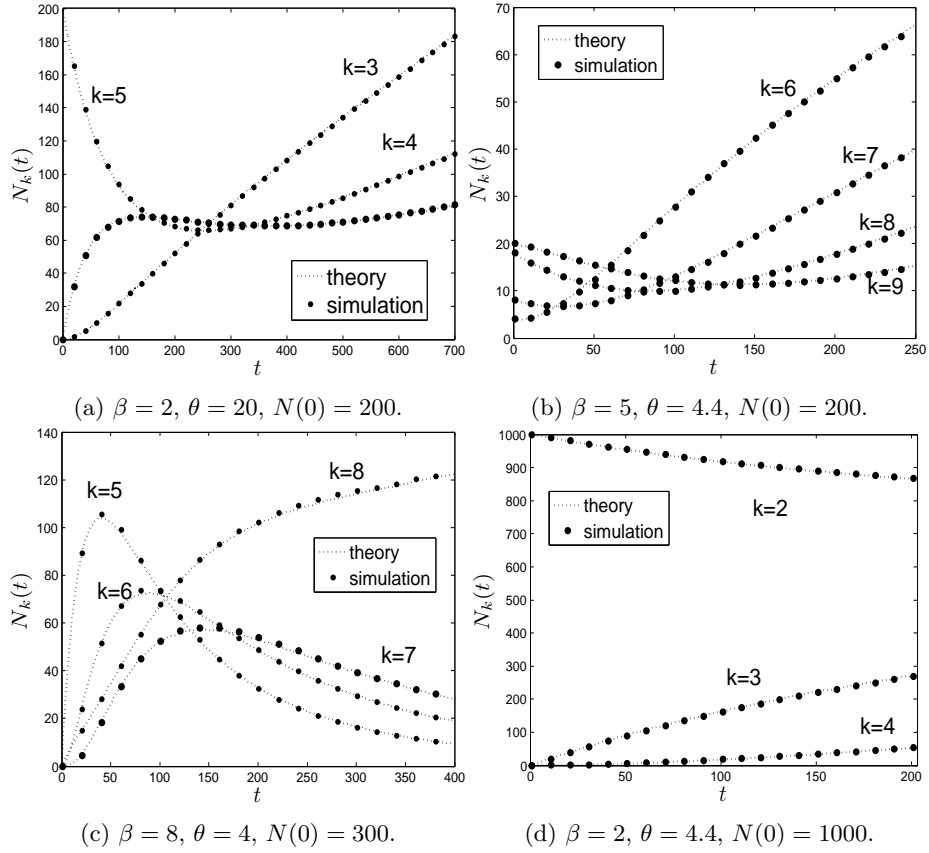 200
180
160
140
120
100
80
60
40
20
0
N_k(t)
k=5
k=3
k=4
theory
simulation
0 100 200 300 400 500 600 700
t
(a) β = 2, θ = 20, N(0) = 200.
70
60
50
40
30
20
10
0
N_k(t)
theory
simulation
k=6
k=7
k=8
k=9
0 50 100 150 200 250
t
(b) β = 5, θ = 4.4, N(0) = 200.
140
120
100
80
60
40
20
0
N_k(t)
k=5
k=8
k=6
k=7
theory
simulation
0 50 100 150 200 250 300 350 400
t
(c) β = 8, θ = 4, N(0) = 300.
1000
900
800
700
600
500
400
300
200
100
0
N_k(t)
theory
simulation
k=2
k=3
k=4
0 50 100 150 200
t
(d) β = 2, θ = 4.4, N(0) = 1000.